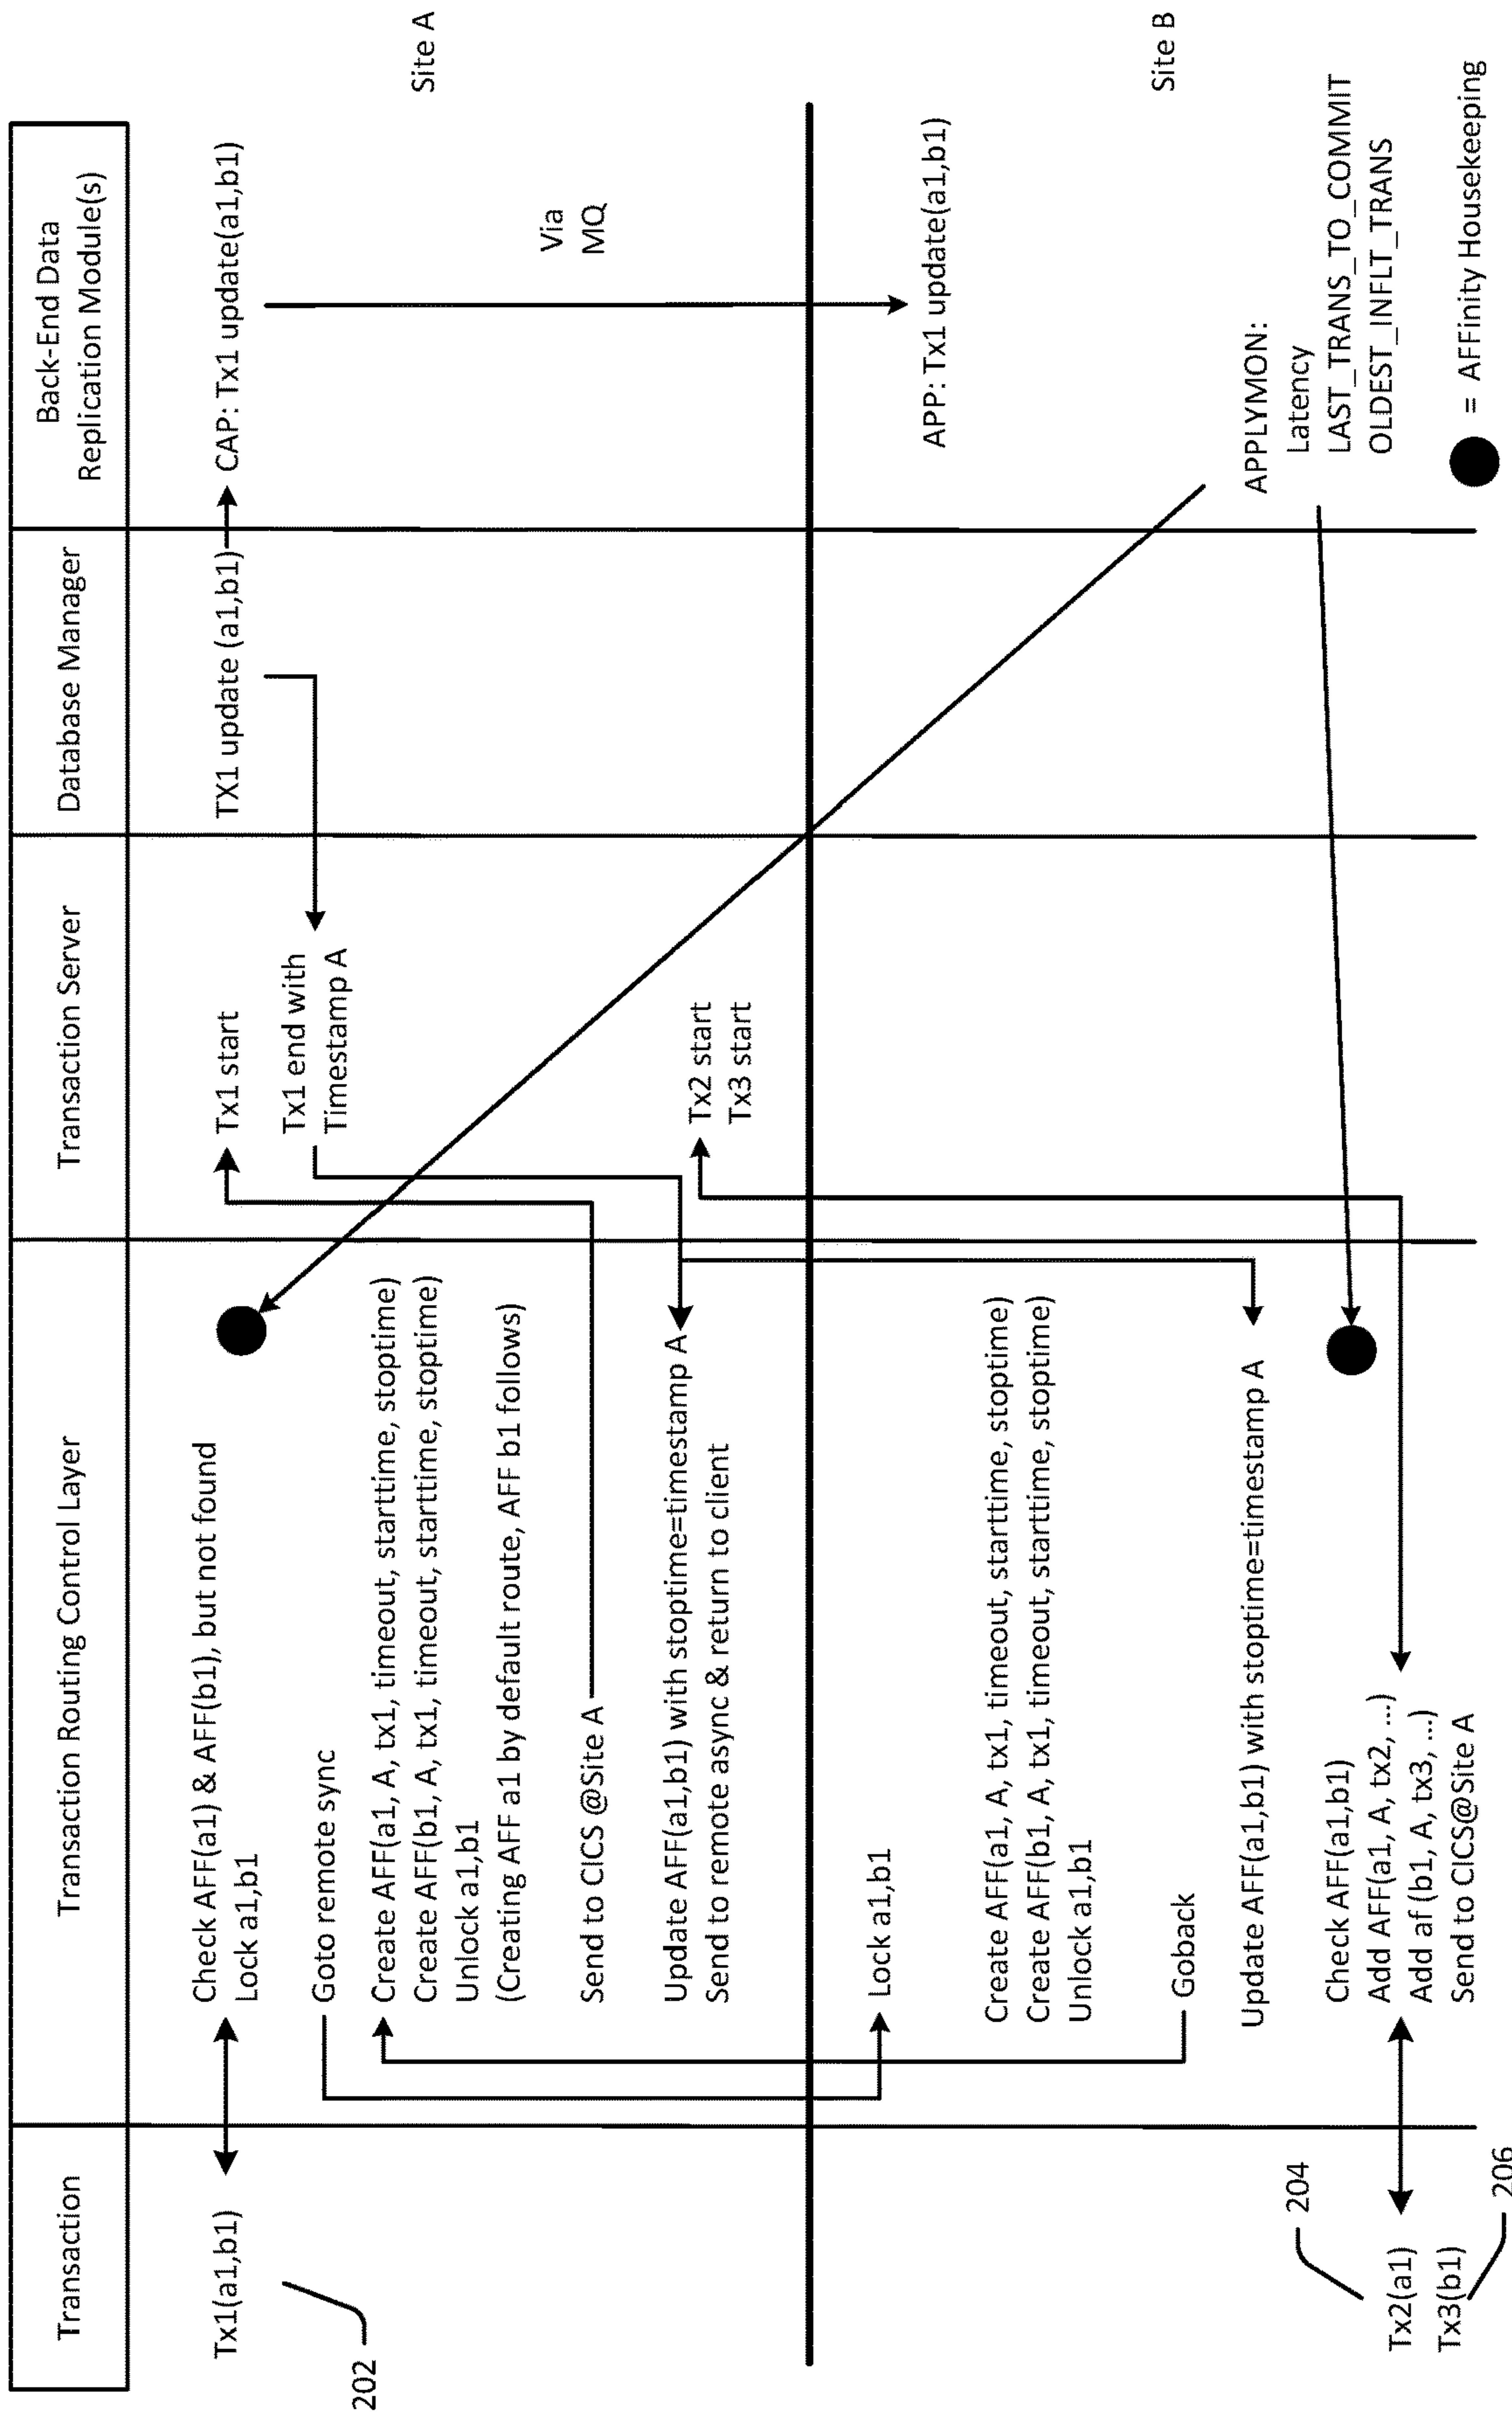 Transaction
Transaction Routing Control Layer
Transaction Server
Database Manager
Back-End Data
Replication Module(s)
Site A
Tx1(a1,b1)
202
Check AFF(a1) & AFF(b1), but not found
Lock a1,b1
Goto remote sync
Create AFF(a1, A, tx1, timeout, starttime, stoptime)
Create AFF(b1, A, tx1, timeout, starttime, stoptime)
Unlock a1,b1
(Creating AFF a1 by default route, AFF b1 follows)
Send to CICS @Site A
Update AFF(a1,b1) with stoptime=timestamp A
Send to remote async & return to client
Tx1 start
Tx1 end with
Timestamp A
Tx2 start
Tx3 start
TX1 update (a1,b1)
CAP: Tx1 update(a1,b1)
Via
MQ
Site B
Lock a1,b1
Create AFF(a1, A, tx1, timeout, starttime, stoptime)
Create AFF(b1, A, tx1, timeout, starttime, stoptime)
Unlock a1,b1
Goback
Update AFF(a1,b1) with stoptime=timestamp A
204
Tx2(a1)
Tx3(b1)
206
Check AFF(a1,b1)
Add AFF(a1, A, tx2, ...)
Add af (b1, A, tx3, ...)
Send to CICS@Site A
APP: Tx1 update(a1,b1)
APPLYMON:
Latency
LAST_TRANS_TO_COMMIT
OLDEST_INFLT_TRANS
= AFFinity Housekeeping